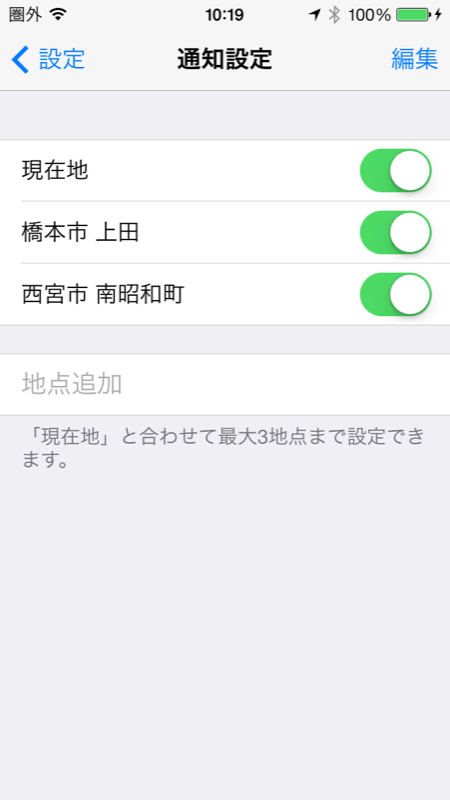 圏外 10:19 100%
設定 通知設定 編集
現在地
橋本市 上田
西宮市 南昭和町
地点追加
「現在地」と合わせて最大3地点まで設定でき
ます。